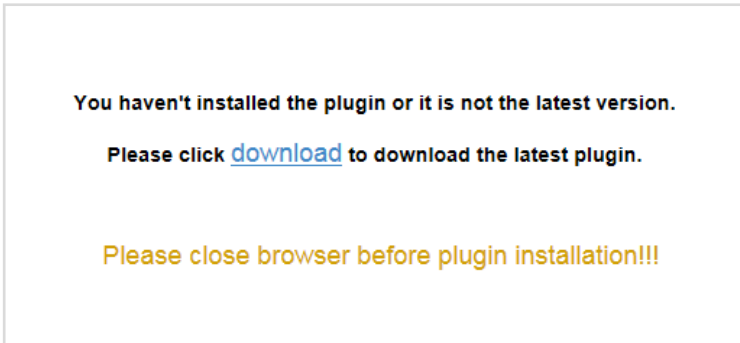 You haven't installed the plugin or it is not the latest version.
Please click download to download the latest plugin.
Please close browser before plugin installation!!!